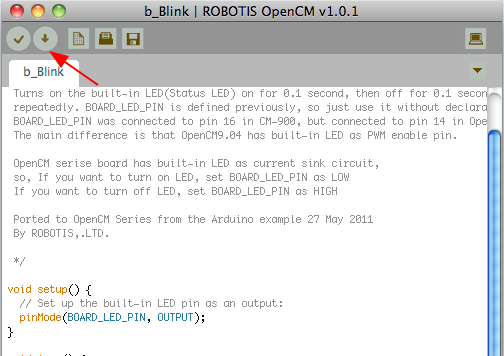 b_Blink | ROBOTIS OpenCM v1.0.1
b_Blink
Turns on the built-in LED(Status LED) on for 0.1 second, then off for 0.1 secon
repeatedly. BOARD_LED_PIN is defined previously, so just use it without declara
BOARD_LED_PIN was connected to pin 16 in CM-900, but connected to pin 14 in Ope
The main difference is that OpenCM9.04 has built-in LED as PWM enable pin.
OpenCM serise board has built-in LED as current sink circuit,
so, If you want to turn on LED, set BOARD_LED_PIN as LOW
If you want to turn off LED, set BOARD_LED_PIN as HIGH
Ported to OpenCM Series from the Arduino example 27 May 2011
By ROBOTIS,.LTD.
*/
void setup() {
// Set up the built-in LED pin as an output:
pinMode(BOARD_LED_PIN, OUTPUT);
}